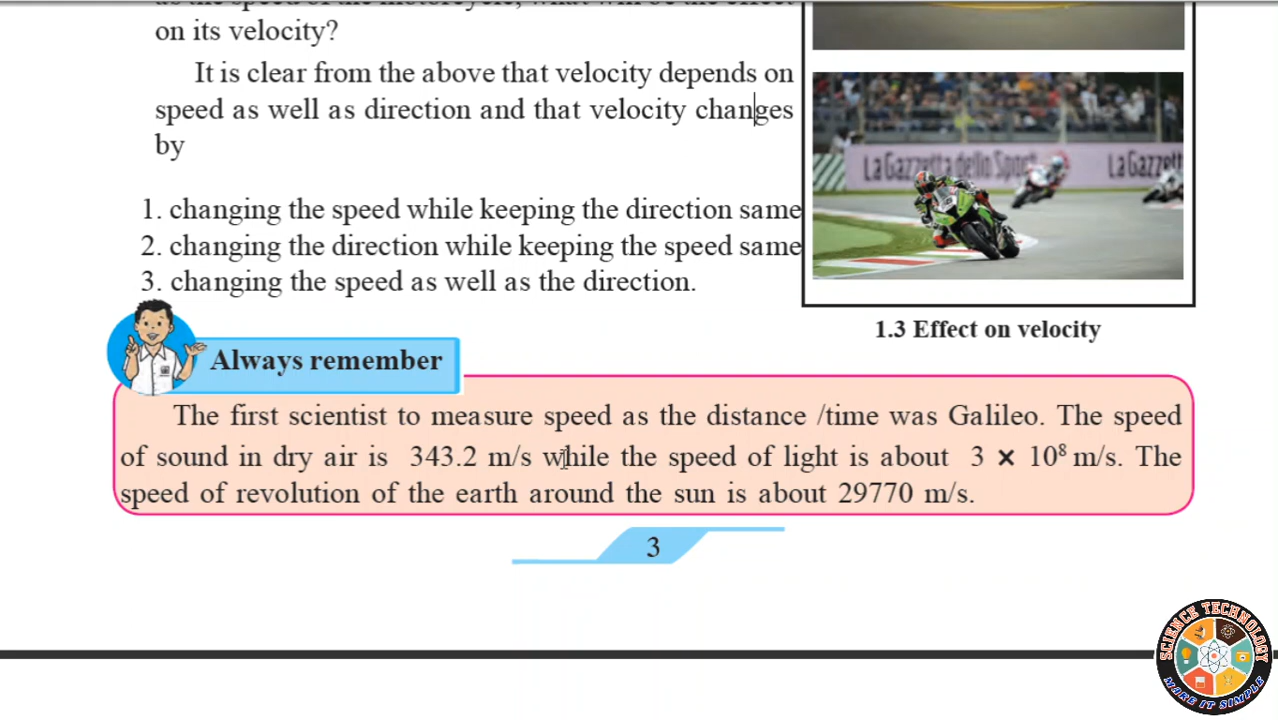 on its velocity?
It is clear from the above that velocity depends on
speed as well as direction and that velocity changes
by
1. changing the speed while keeping the direction same
2. changing the direction while keeping the speed same
3. changing the speed as well as the direction.
La Gazzetta dello Sport La Gazzett
1.3 Effect on velocity
Always remember
The first scientist to measure speed as the distance /time was Galileo. The speed
of sound in dry air is 343.2 m/s while the speed of light is about 3 × 10⁸ m/s. The
speed of revolution of the earth around the sun is about 29770 m/s.
3
SCIENCE TECHNOLOGY
MAKE IT SIMPLE